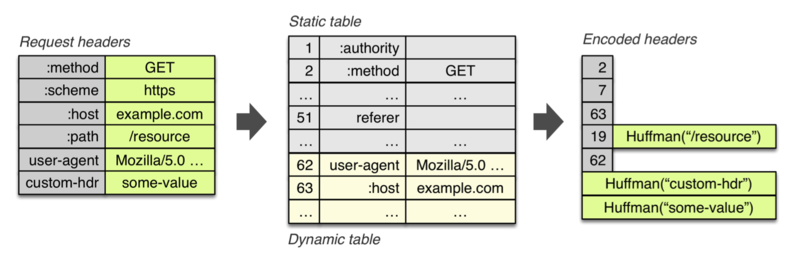 Request headers
:method GET
:scheme https
:host example.com
:path /resource
user-agent Mozilla/5.0 ...
custom-hdr some-value
Static table
1 :authority
2 :method GET
... ... ...
51 referer
... ... ...
62 user-agent Mozilla/5.0 ...
63 :host example.com
... ... ...
Dynamic table
Encoded headers
2
7
63
19 Huffman("/resource")
62
Huffman("custom-hdr")
Huffman("some-value")